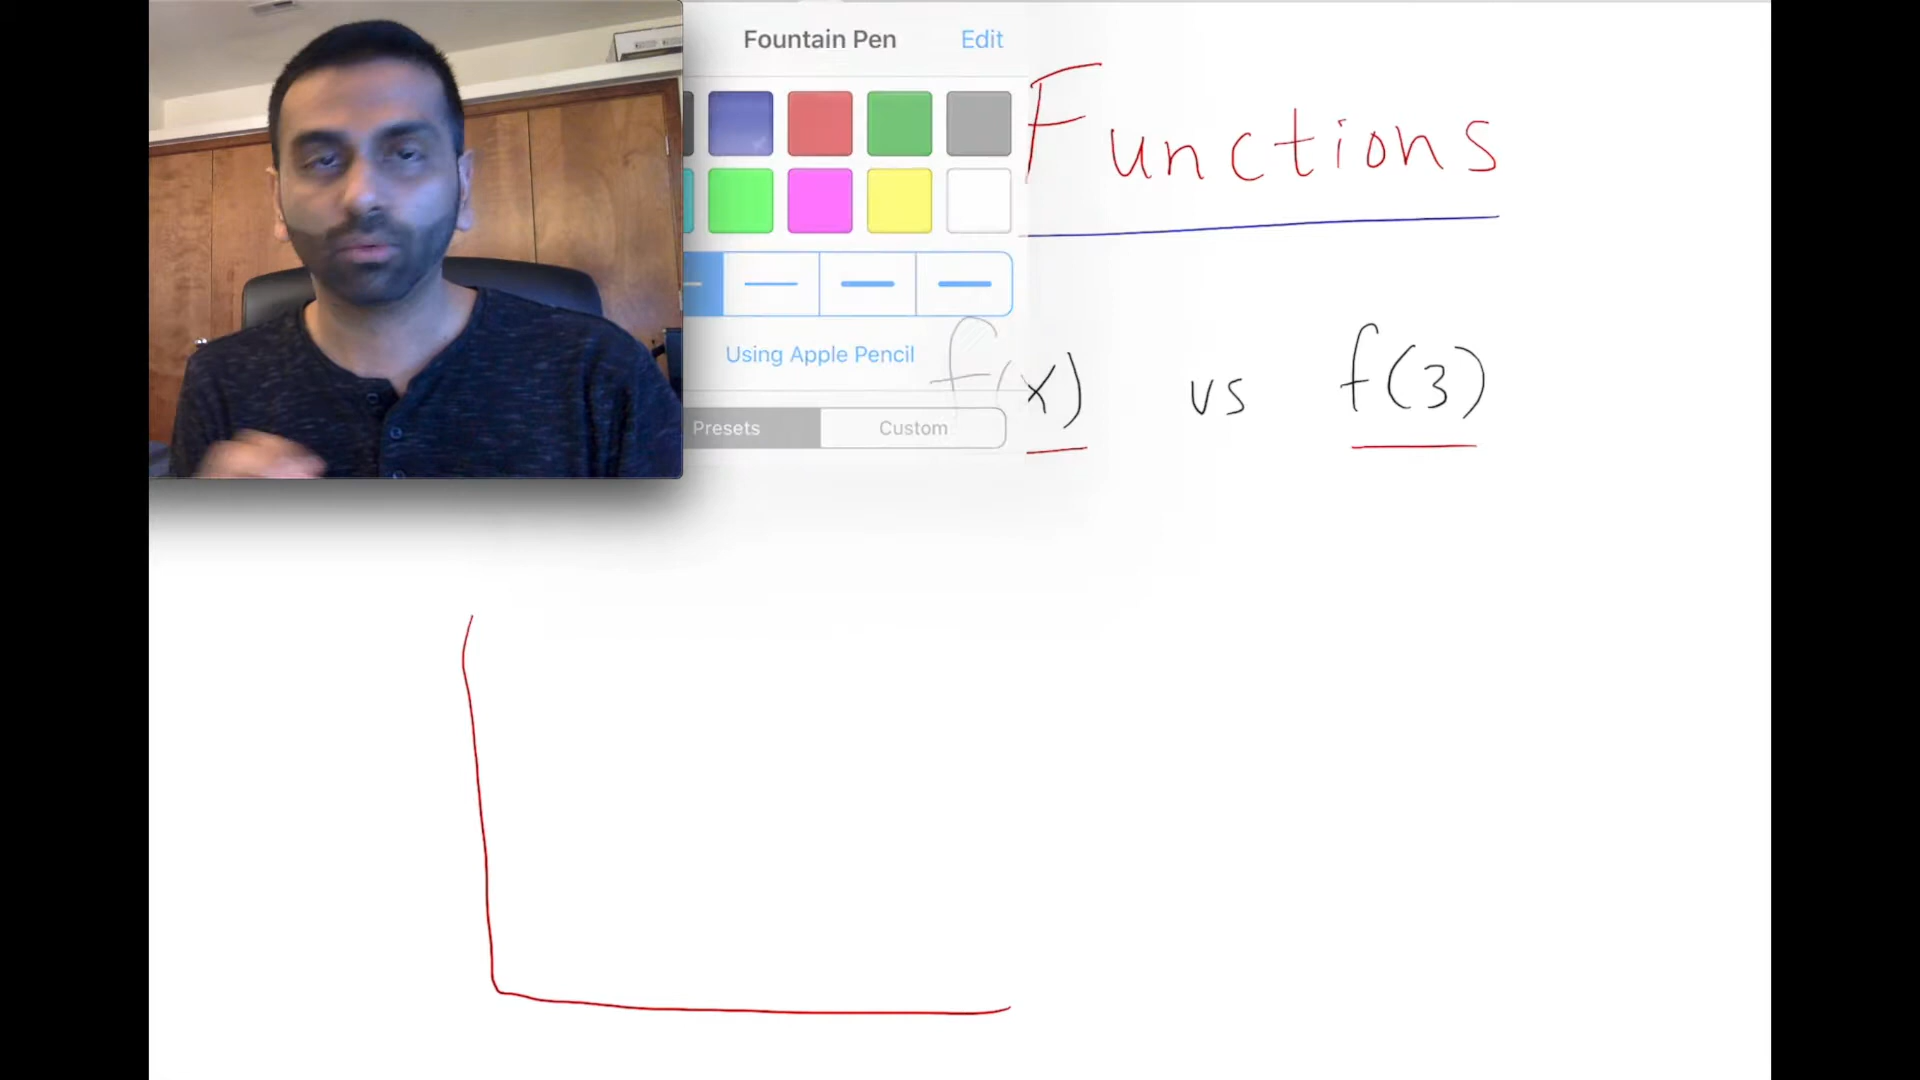 Fountain Pen Edit
Functions
Using Apple Pencil
f(x) vs f(3)
Presets Custom